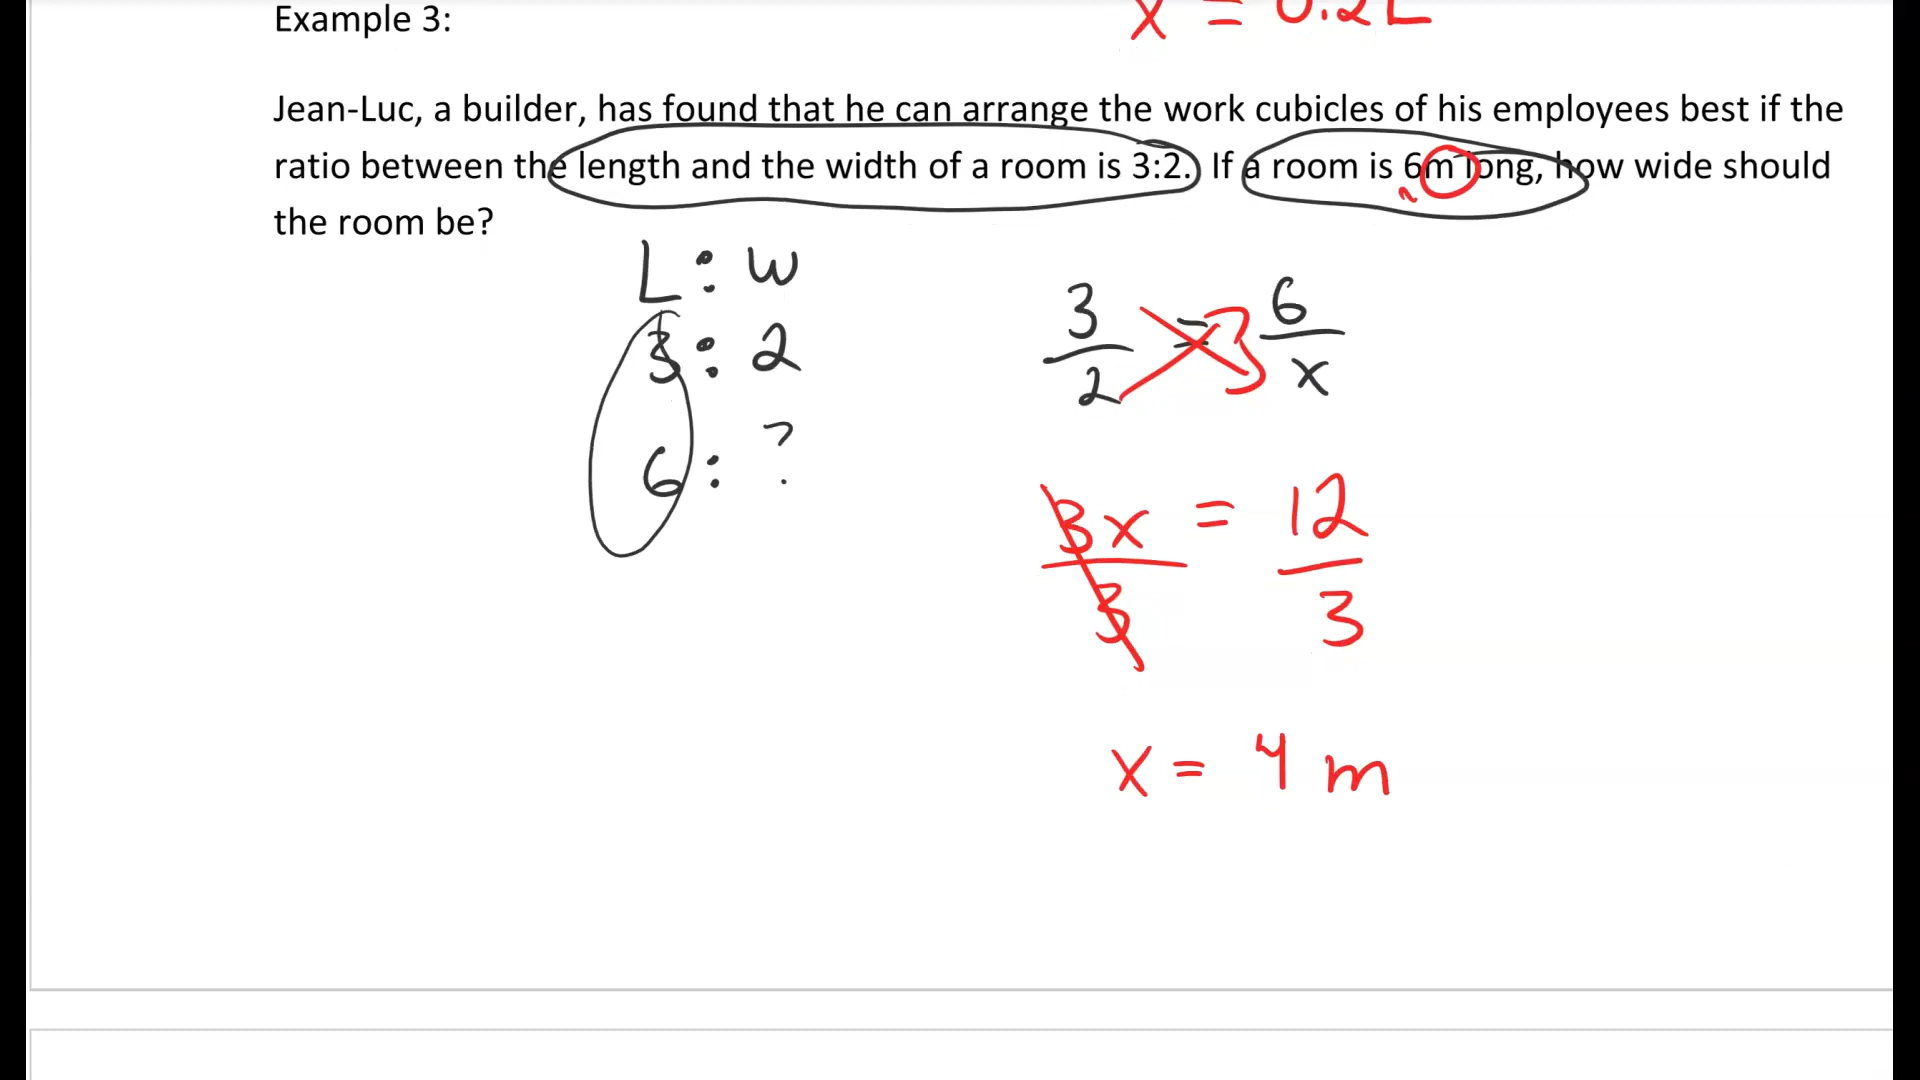 Example 3:
x = 0.2L
Jean-Luc, a builder, has found that he can arrange the work cubicles of his employees best if the
ratio between the length and the width of a room is 3:2. If a room is 6m long, how wide should
the room be?
L : W
3 : 2
6 : ?
3/2 = 6/x
3x/3 = 12/3
x = 4 m